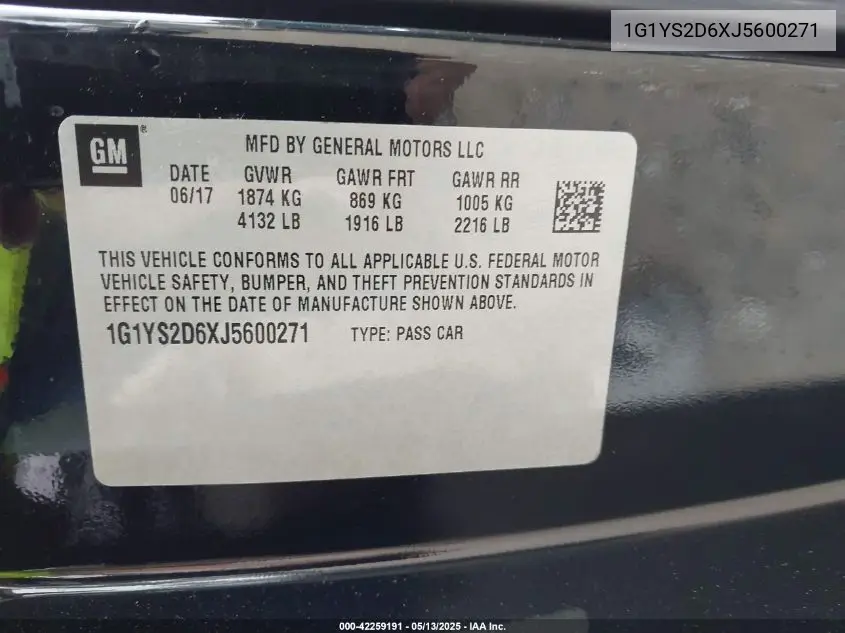 1G1YS2D6XJ5600271
GM®
MFD BY GENERAL MOTORS LLC
DATE GVWR GAWR FRT GAWR RR
06/17 1874 KG 869 KG 1005 KG
4132 LB 1916 LB 2216 LB
THIS VEHICLE CONFORMS TO ALL APPLICABLE U.S. FEDERAL MOTOR
VEHICLE SAFETY, BUMPER, AND THEFT PREVENTION STANDARDS IN
EFFECT ON THE DATE OF MANUFACTURE SHOWN ABOVE.
1G1YS2D6XJ5600271 TYPE: PASS CAR
000-42259191 - 05/13/2025 - IAA Inc.